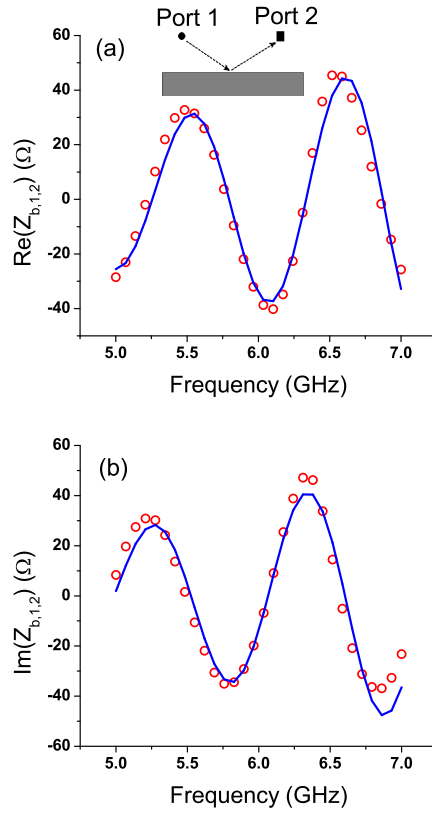 Port 1 Port 2
(a)
60
40
20
0
-20
-40
Re(Z_b,1,2) (Ω)
5.0 5.5 6.0 6.5 7.0
Frequency (GHz)
(b)
60
40
20
0
-20
-40
-60
Im(Z_b,1,2) (Ω)
5.0 5.5 6.0 6.5 7.0
Frequency (GHz)